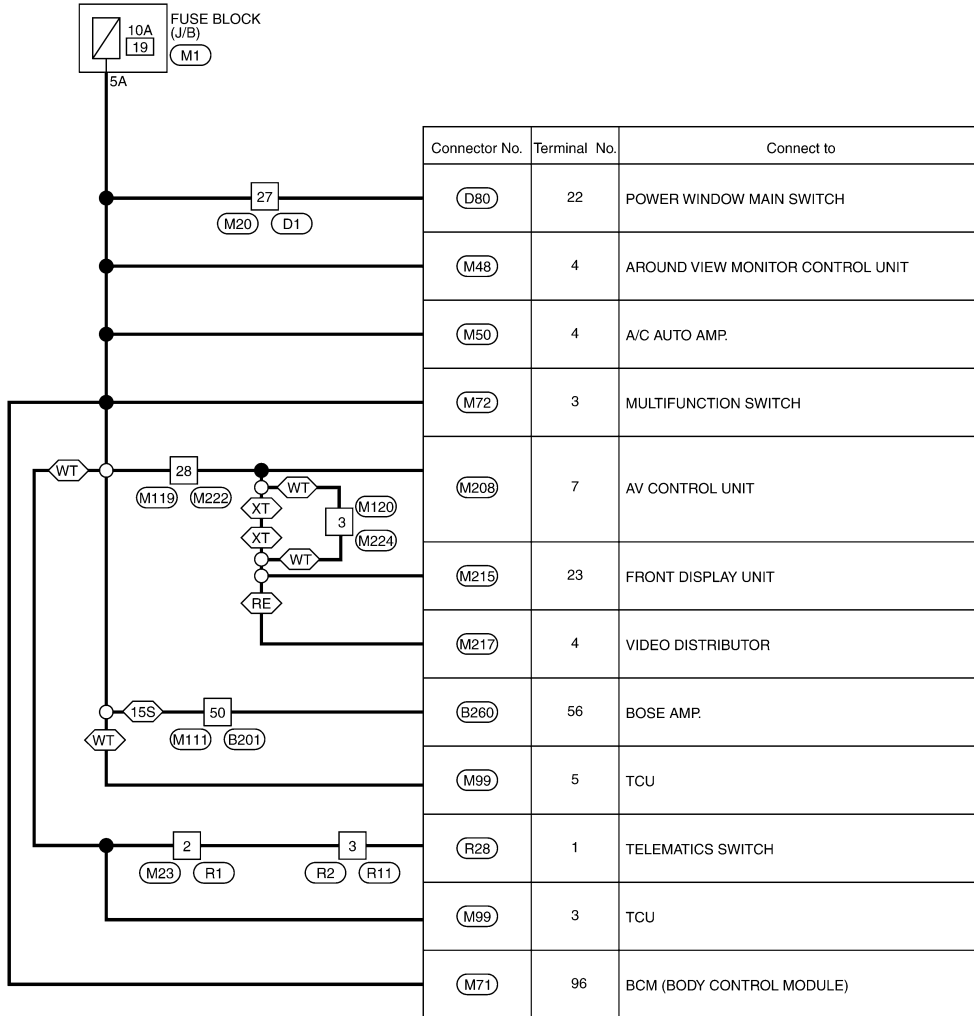 FUSE BLOCK
(J/B)
10A
19
M1
5A
Connector No. Terminal No. Connect to
27
D80 22 POWER WINDOW MAIN SWITCH
M20 D1
M48 4 AROUND VIEW MONITOR CONTROL UNIT
M50 4 A/C AUTO AMP.
M72 3 MULTIFUNCTION SWITCH
WT 28
M119 M222
WT
XT
3
M120
XT
M224
WT
M208 7 AV CONTROL UNIT
M215 23 FRONT DISPLAY UNIT
RE
M217 4 VIDEO DISTRIBUTOR
15S 50 B260 56 BOSE AMP.
WT
M111 B201
M99 5 TCU
2 3 R28 1 TELEMATICS SWITCH
M23 R1 R2 R11
M99 3 TCU
M71 96 BCM (BODY CONTROL MODULE)